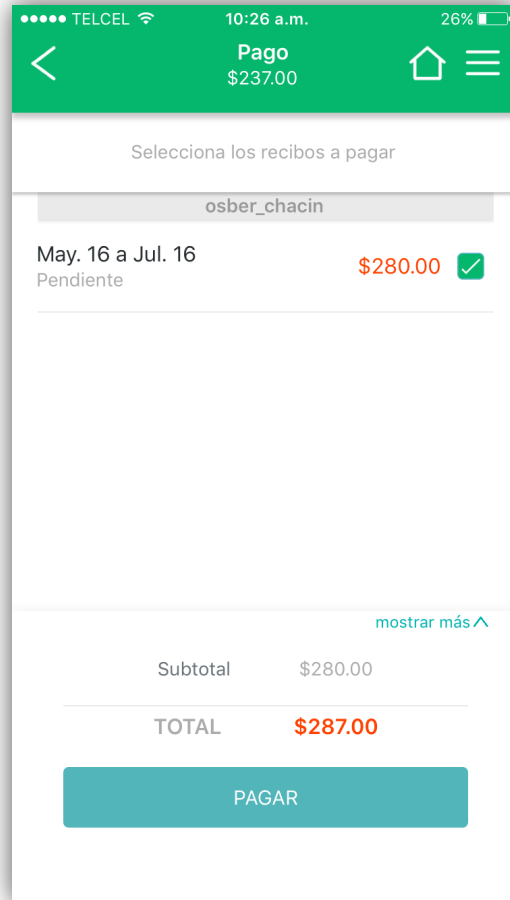 TELCEL 10:26 a.m. 26%
Pago
$237.00
Selecciona los recibos a pagar
osber_chacin
May. 16 a Jul. 16
$280.00
Pendiente
mostrar más
Subtotal $280.00
TOTAL $287.00
PAGAR